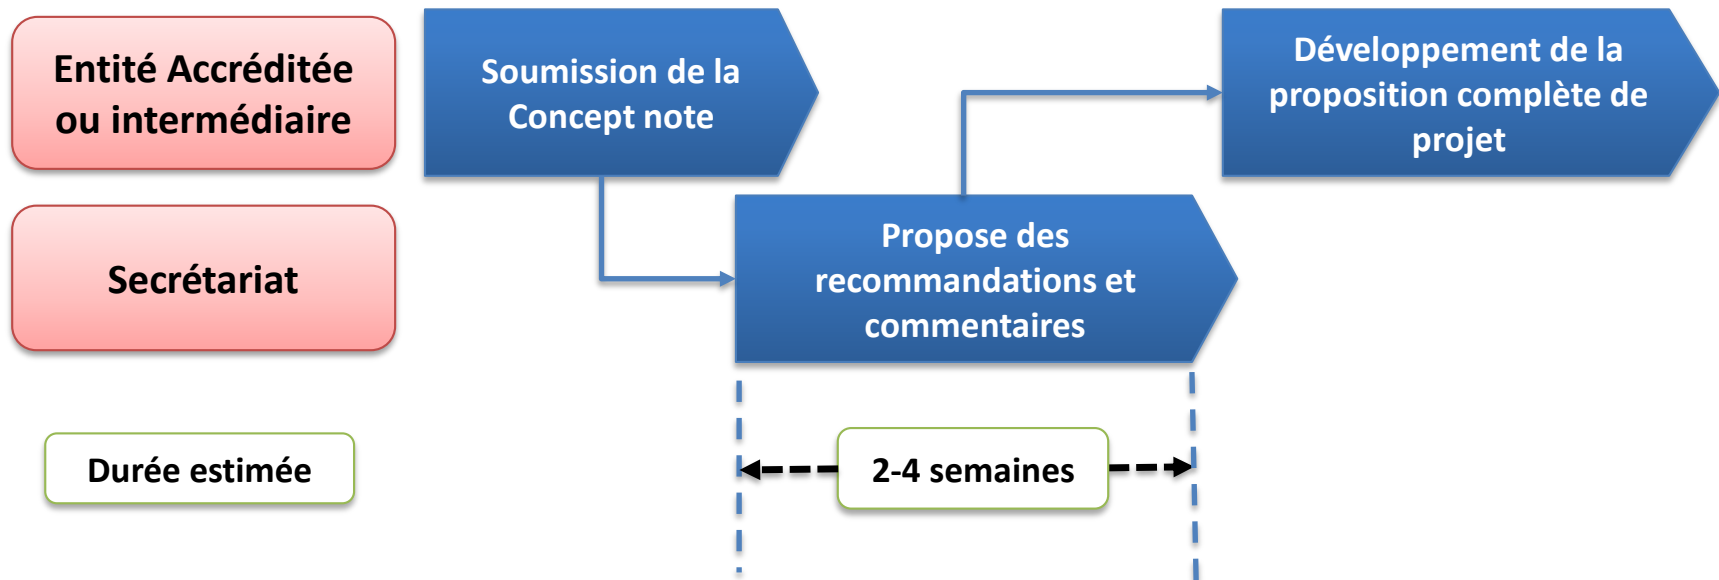 Entité Accréditée
ou intermédiaire
Soumission de la
Concept note
Développement de la
proposition complète de
projet
Secrétariat
Propose des
recommandations et
commentaires
Durée estimée
2-4 semaines